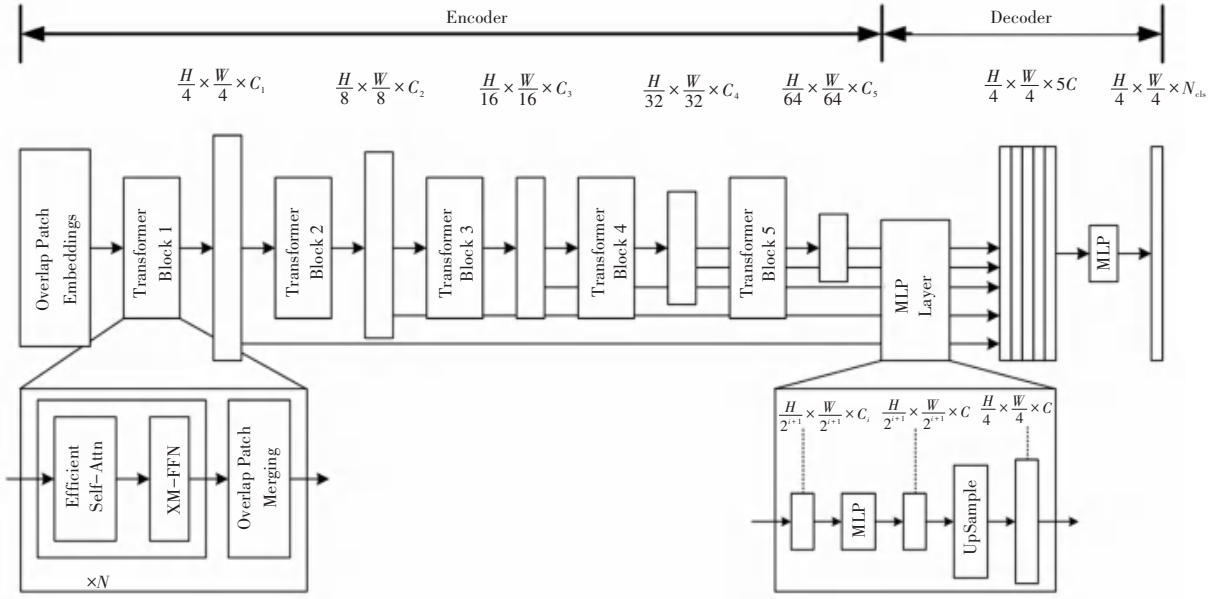 Encoder
Decoder
H/4 × W/4 × C₁
H/8 × W/8 × C₂
H/16 × W/16 × C₃
H/32 × W/32 × C₄
H/64 × W/64 × C₅
H/4 × W/4 × 5C
H/4 × W/4 × N_cls
Overlap Patch
Embeddings
Transformer
Block 1
Transformer
Block 2
Transformer
Block 3
Transformer
Block 4
Transformer
Block 5
MLP
Layer
MLP
Efficient
Self-Attn
XM-FFN
Overlap Patch
Merging
×N
H/2^{i+1} × W/2^{i+1} × C_i
H/2^{i+1} × W/2^{i+1} × C
H/4 × W/4 × C
MLP
UpSample